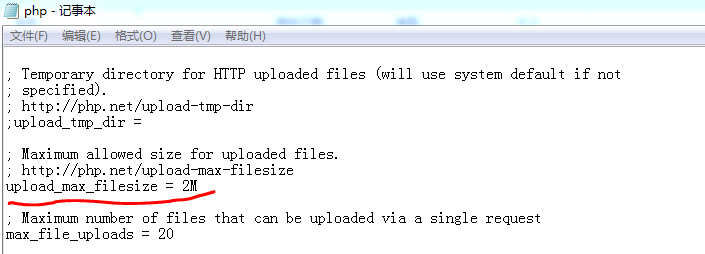 php - 记事本
文件(F) 编辑(E) 格式(O) 查看(V) 帮助(H)
; Temporary directory for HTTP uploaded files (will use system default if not
; specified).
; http://php.net/upload-tmp-dir
;upload_tmp_dir =
; Maximum allowed size for uploaded files.
; http://php.net/upload-max-filesize
upload_max_filesize = 2M
; Maximum number of files that can be uploaded via a single request
max_file_uploads = 20